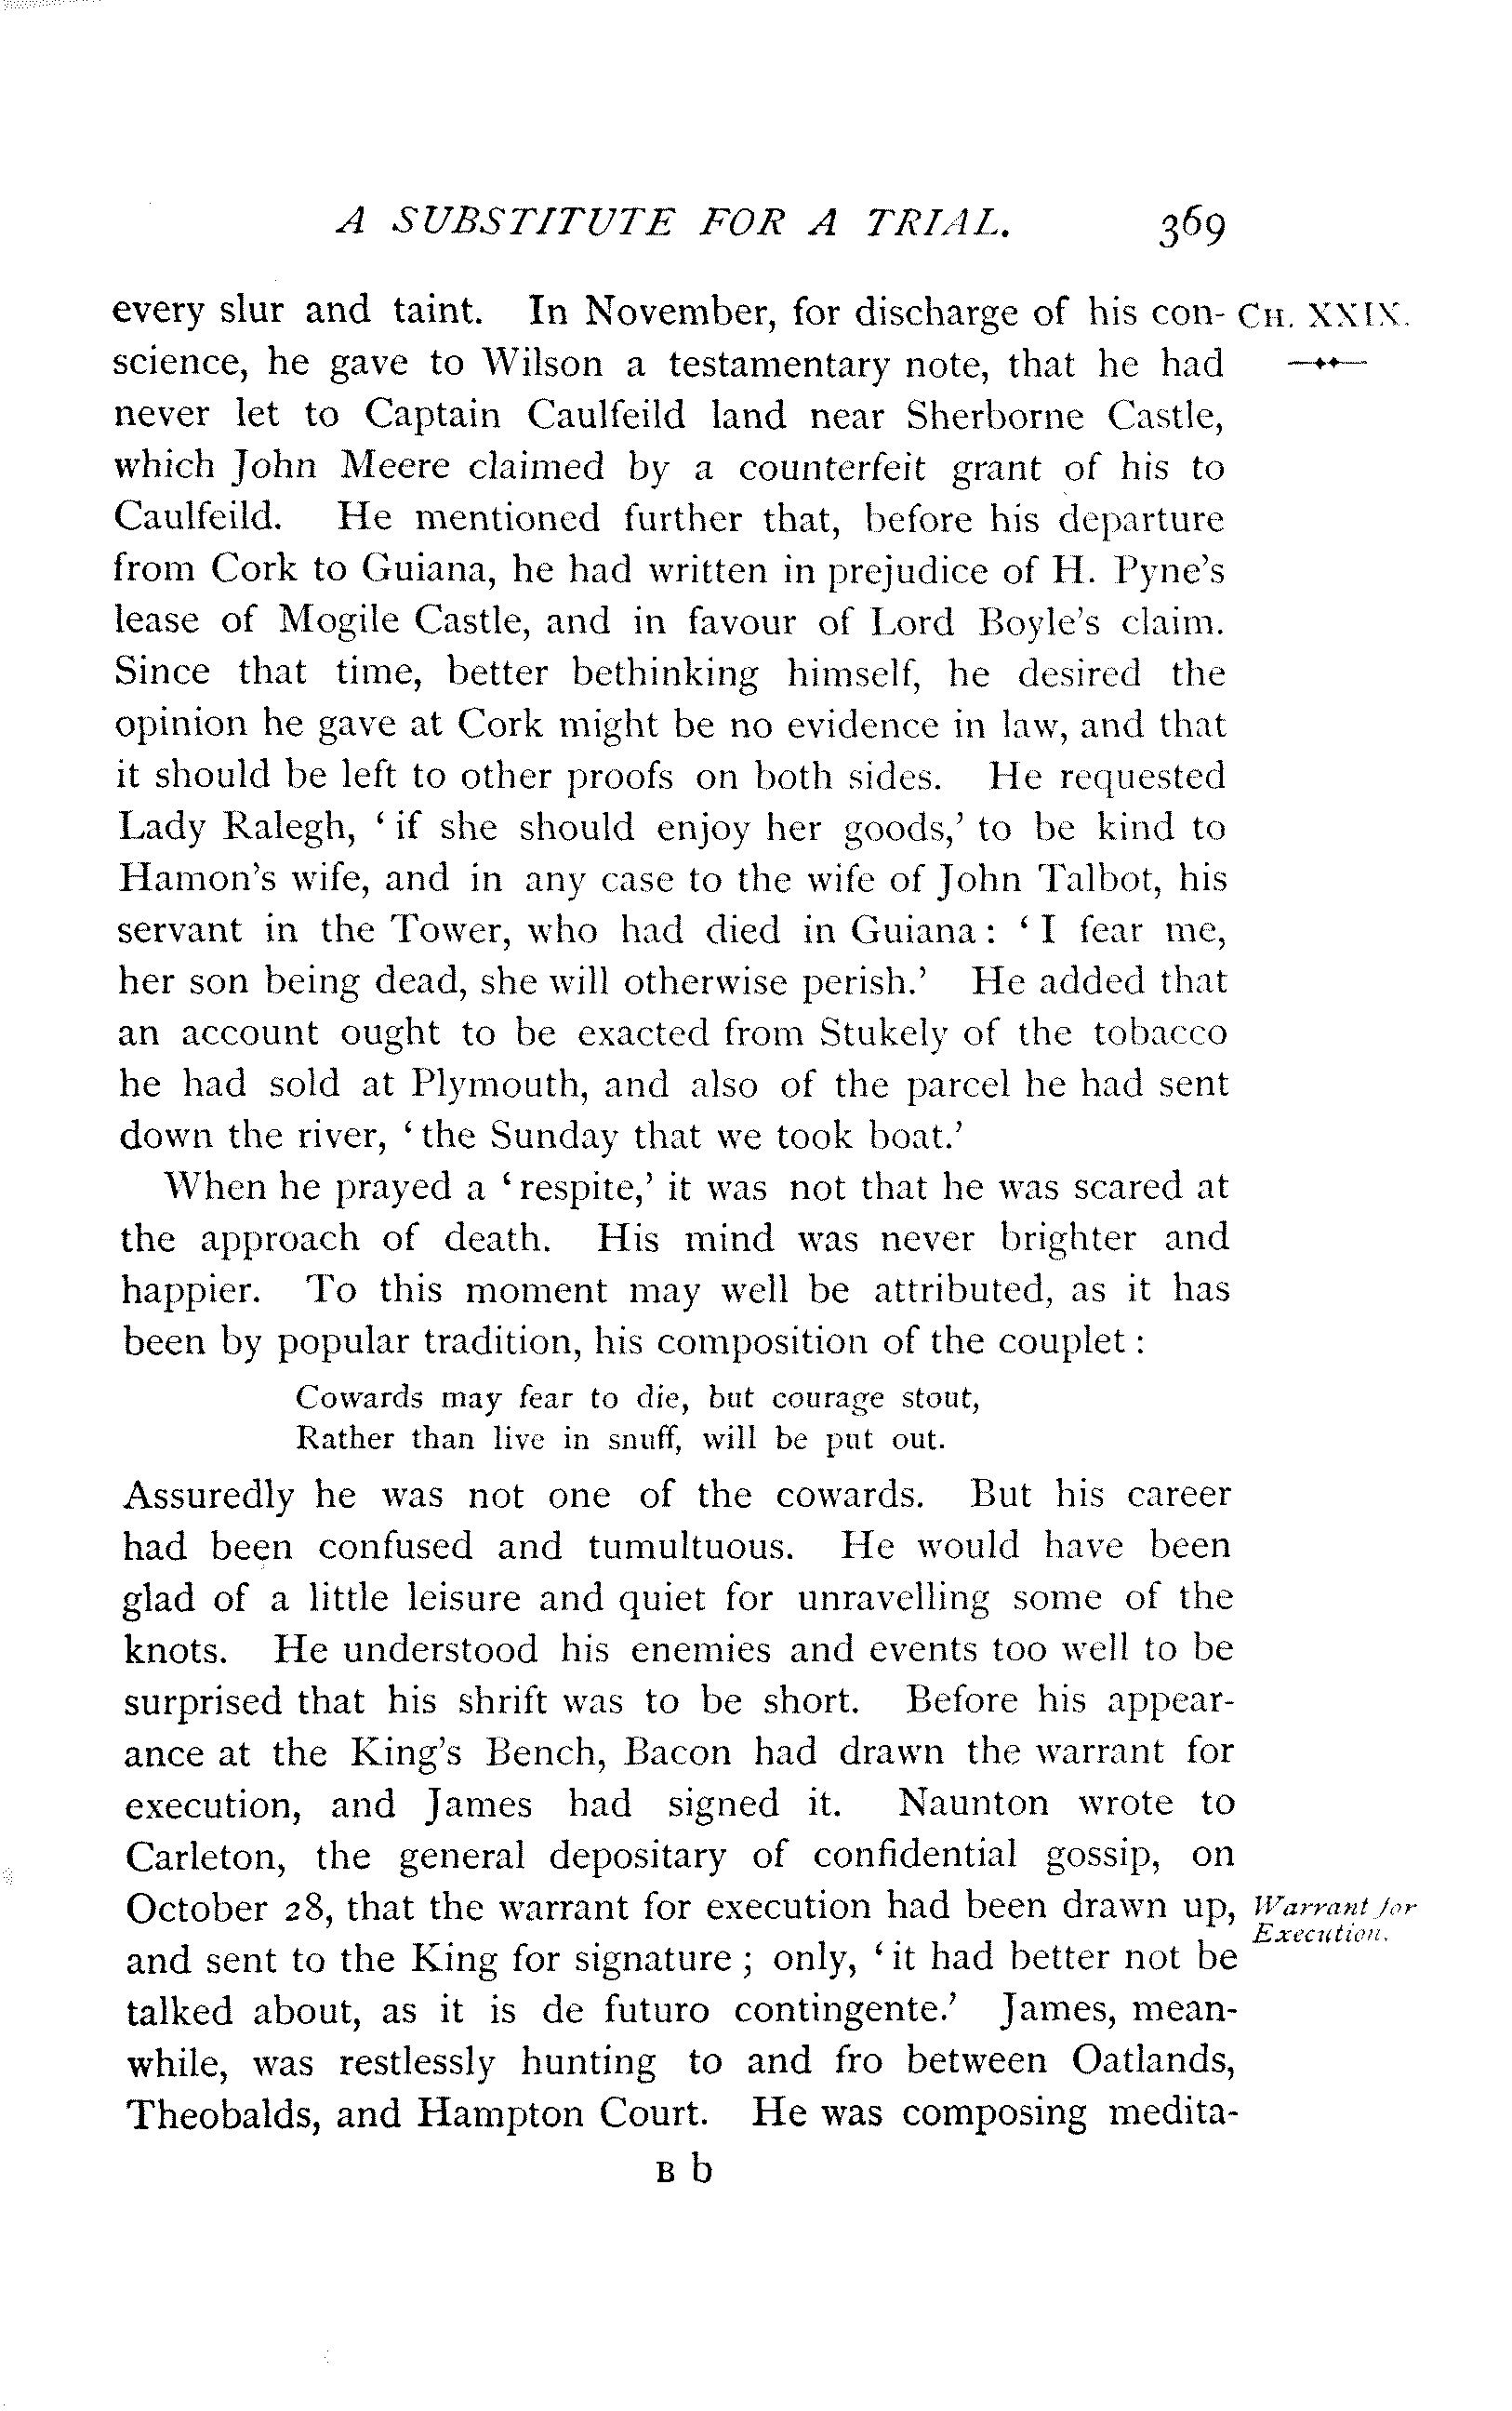 A SUBSTITUTE FOR A TRIAL. 369
every slur and taint. In November, for discharge of his con- CH. XXIX.
science, he gave to Wilson a testamentary note, that he had
never let to Captain Caulfeild land near Sherborne Castle,
which John Meere claimed by a counterfeit grant of his to
Caulfeild. He mentioned further that, before his departure
from Cork to Guiana, he had written in prejudice of H. Pyne's
lease of Mogile Castle, and in favour of Lord Boyle's claim.
Since that time, better bethinking himself, he desired the
opinion he gave at Cork might be no evidence in law, and that
it should be left to other proofs on both sides. He requested
Lady Ralegh, ‘if she should enjoy her goods,’ to be kind to
Hamon's wife, and in any case to the wife of John Talbot, his
servant in the Tower, who had died in Guiana: ‘I fear me,
her son being dead, she will otherwise perish.’ He added that
an account ought to be exacted from Stukely of the tobacco
he had sold at Plymouth, and also of the parcel he had sent
down the river, ‘the Sunday that we took boat.’
When he prayed a ‘respite,’ it was not that he was scared at
the approach of death. His mind was never brighter and
happier. To this moment may well be attributed, as it has
been by popular tradition, his composition of the couplet:
Cowards may fear to die, but courage stout,
Rather than live in snuff, will be put out.
Assuredly he was not one of the cowards. But his career
had been confused and tumultuous. He would have been
glad of a little leisure and quiet for unravelling some of the
knots. He understood his enemies and events too well to be
surprised that his shrift was to be short. Before his appear-
ance at the King's Bench, Bacon had drawn the warrant for
execution, and James had signed it. Naunton wrote to
Carleton, the general depositary of confidential gossip, on
October 28, that the warrant for execution had been drawn up, Warrant for
Execution.
and sent to the King for signature; only, ‘it had better not be
talked about, as it is de futuro contingente.’ James, mean-
while, was restlessly hunting to and fro between Oatlands,
Theobalds, and Hampton Court. He was composing medita-
B b